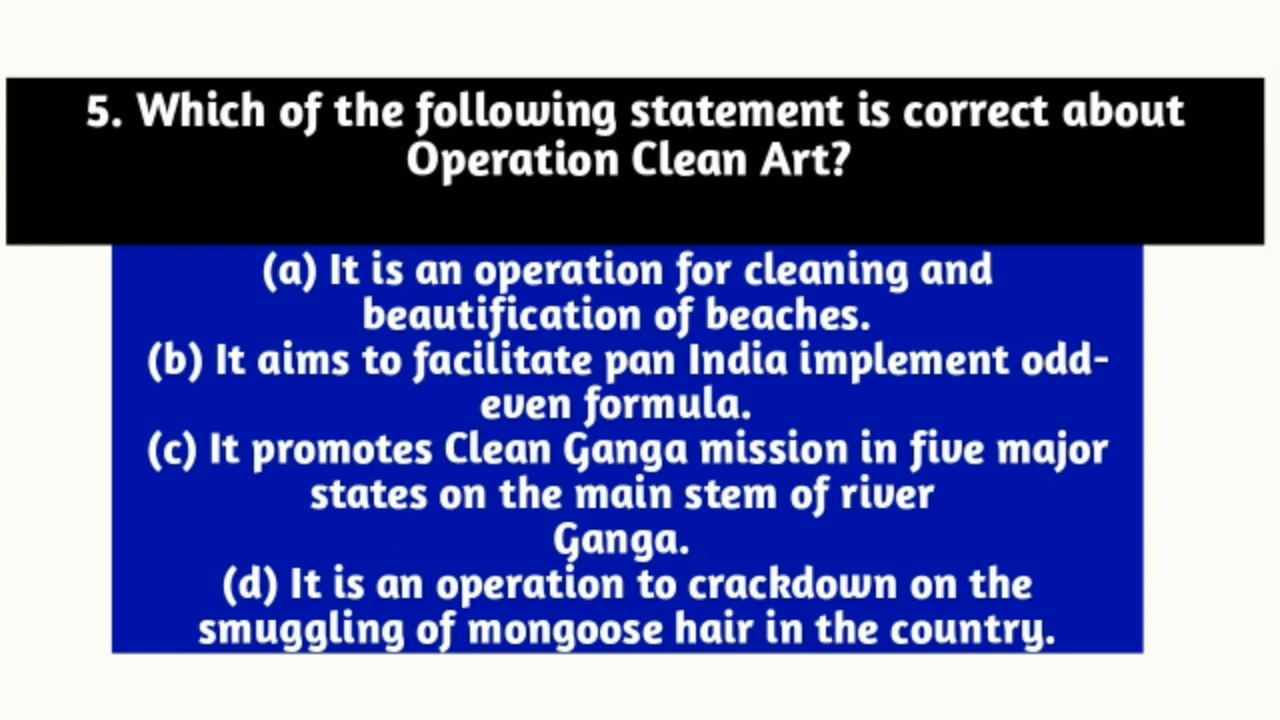 5. Which of the following statement is correct about
Operation Clean Art?
(a) It is an operation for cleaning and
beautification of beaches.
(b) It aims to facilitate pan India implement odd-
even formula.
(c) It promotes Clean Ganga mission in five major
states on the main stem of river
Ganga.
(d) It is an operation to crackdown on the
smuggling of mongoose hair in the country.